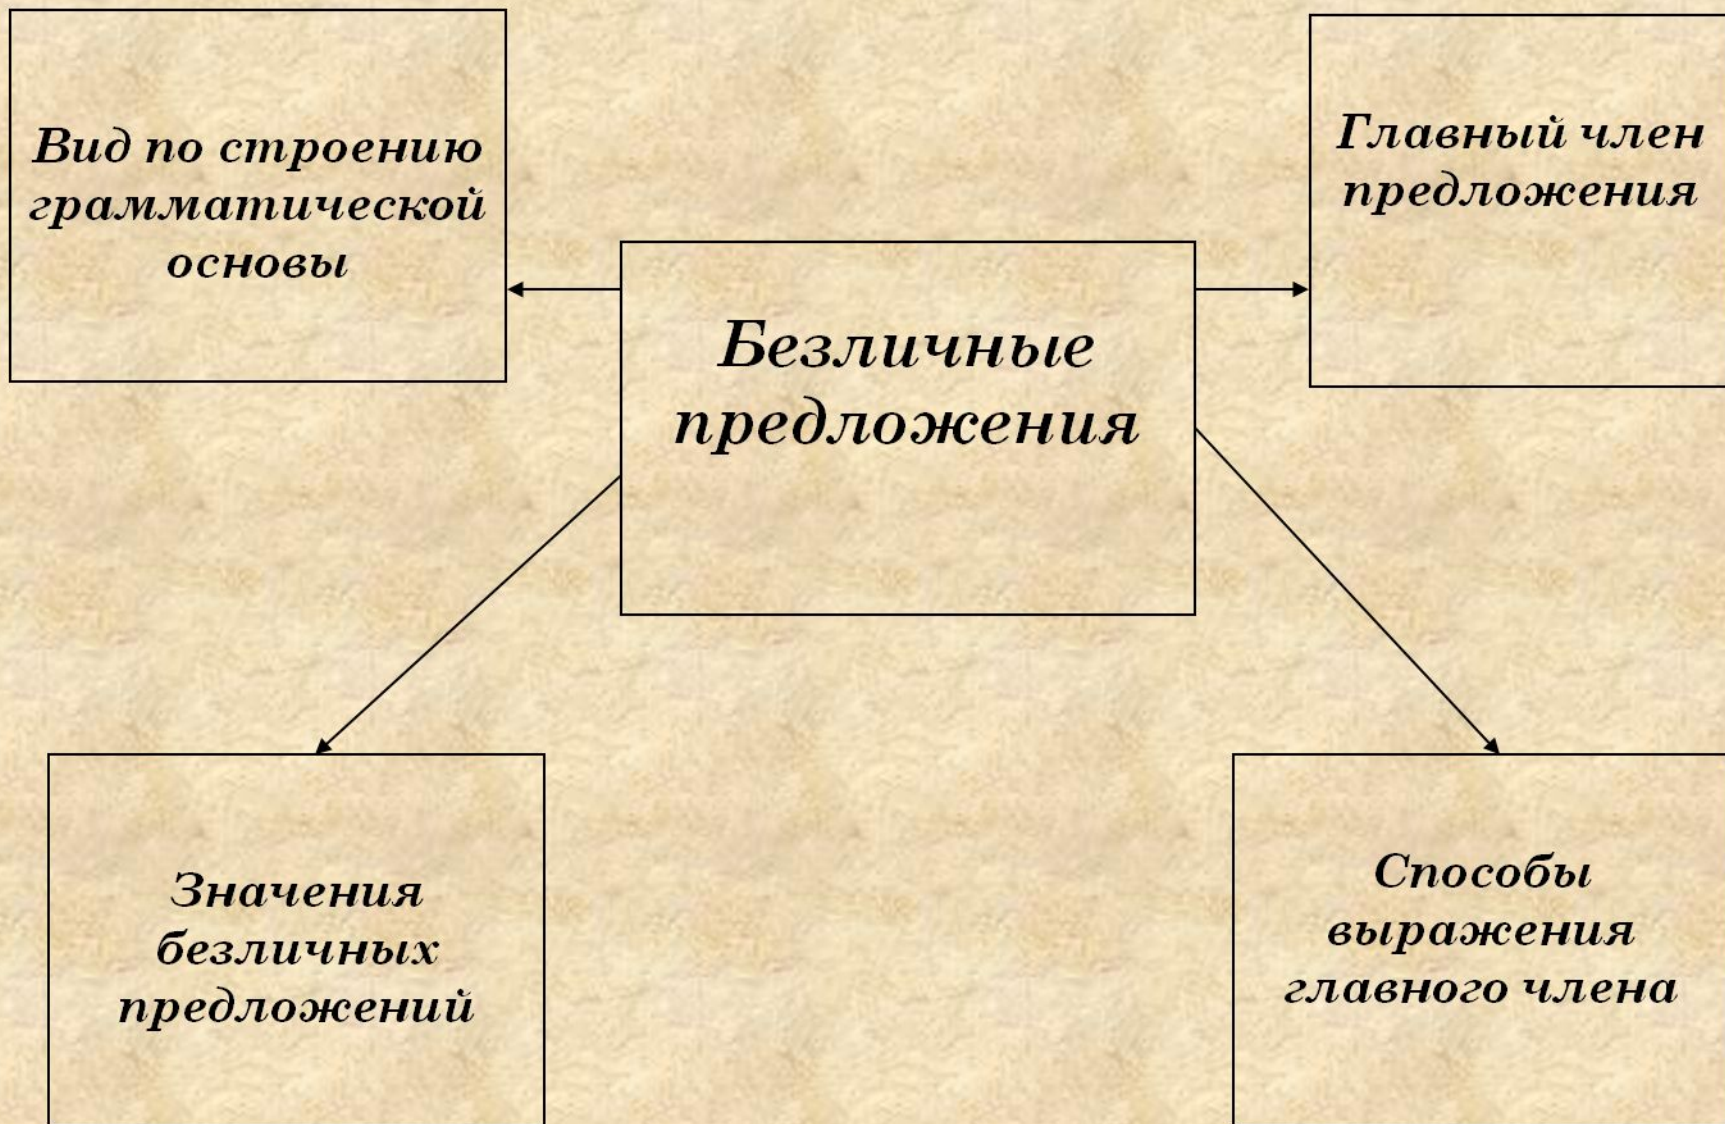 Вид по строению
грамматической
основы
Главный член
предложения
Безличные
предложения
Значения
безличных
предложений
Способы
выражения
главного члена